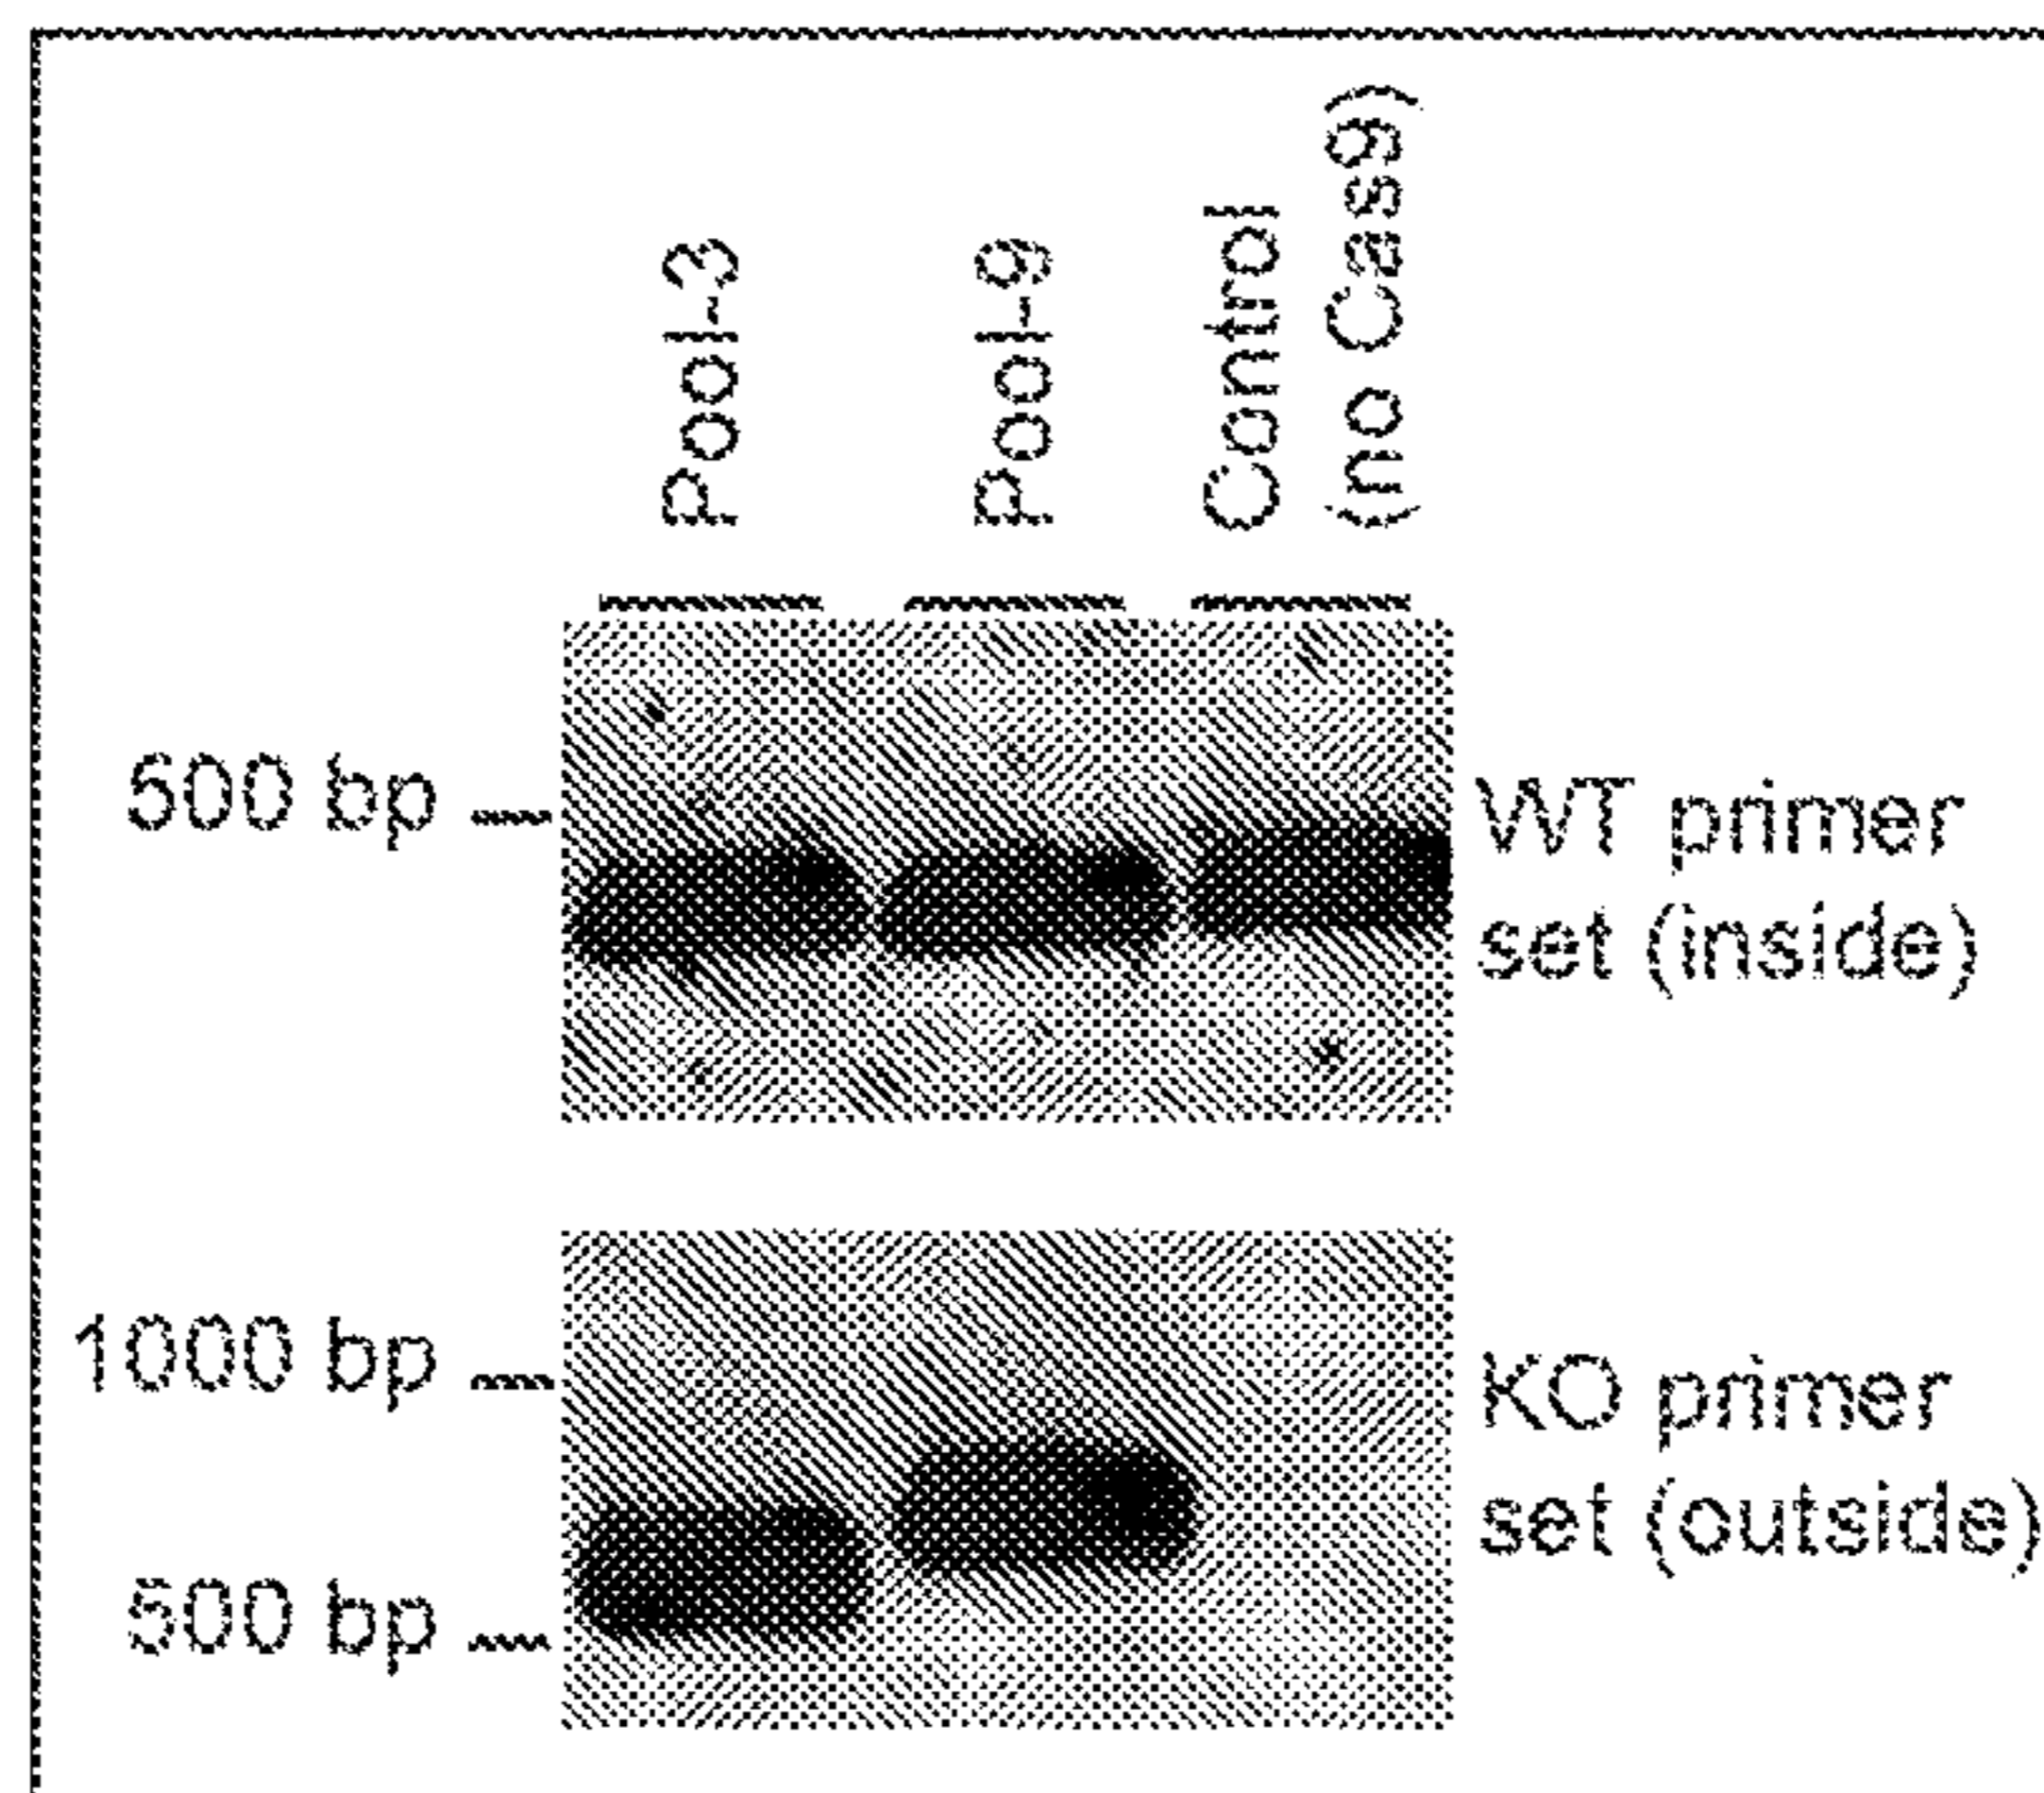 Pool-3
Pool-9
Control
(no Cas9)
500 bp
WT primer
set (inside)
1000 bp
KO primer
set (outside)
500 bp